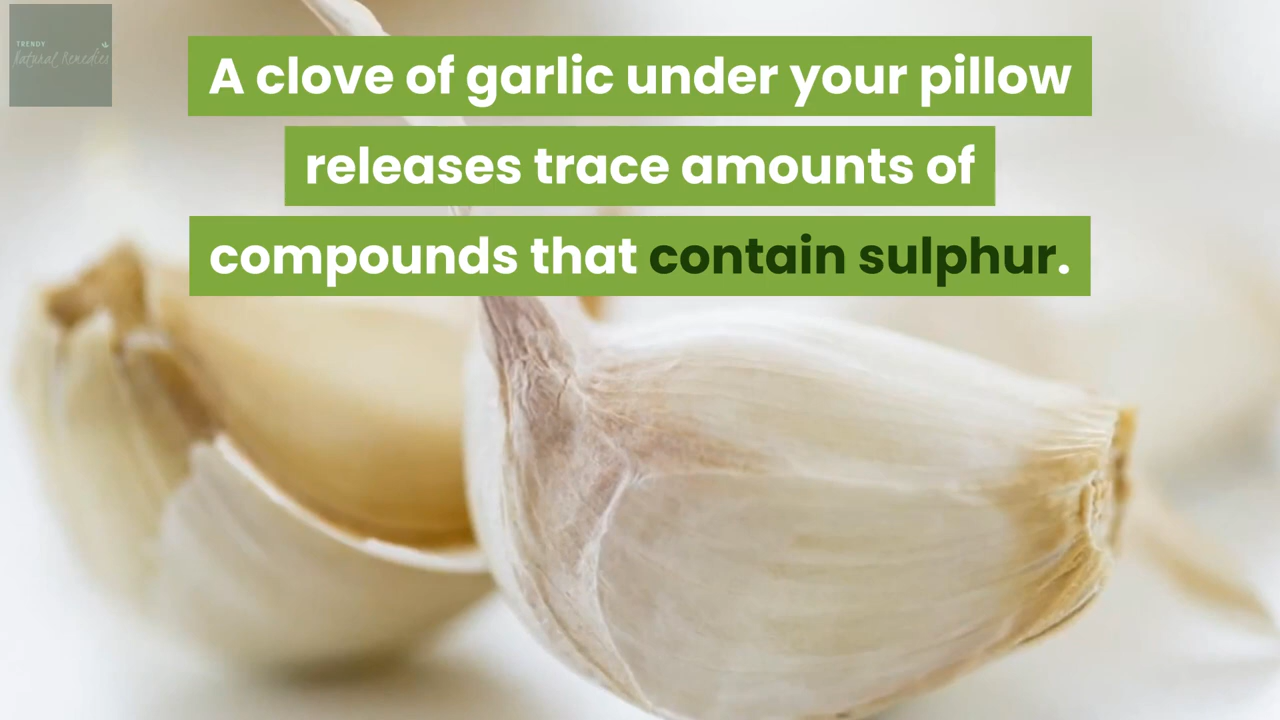 TRENDY
Natural Remedies
A clove of garlic under your pillow
releases trace amounts of
compounds that contain sulphur.